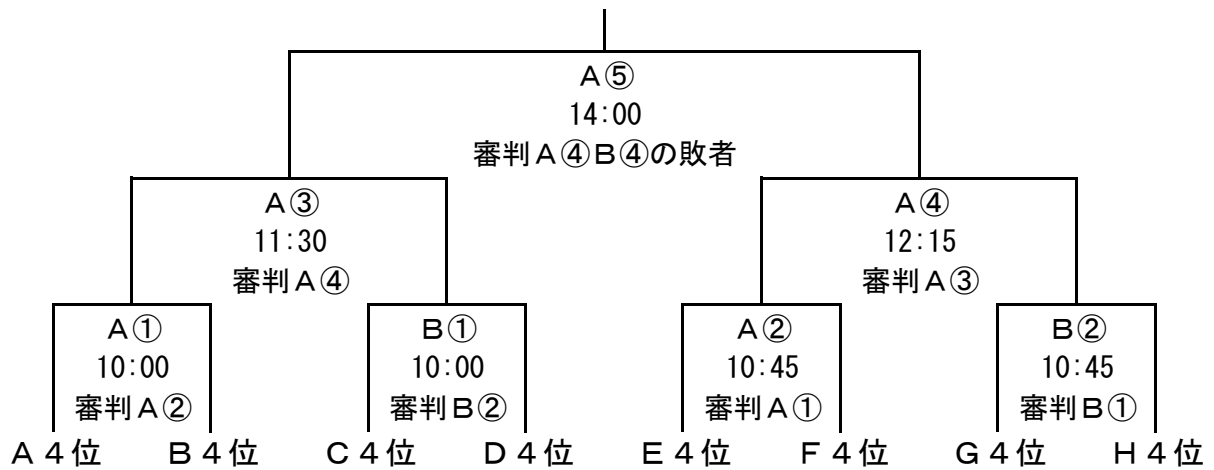 Ａ⑤
14:00
審判Ａ④Ｂ④の敗者
Ａ③
11:30
審判Ａ④
Ａ④
12:15
審判Ａ③
Ａ①
10:00
審判Ａ②
Ｂ①
10:00
審判Ｂ②
Ａ②
10:45
審判Ａ①
Ｂ②
10:45
審判Ｂ①
Ａ４位 Ｂ４位 Ｃ４位 Ｄ４位 Ｅ４位 Ｆ４位 Ｇ４位 Ｈ４位